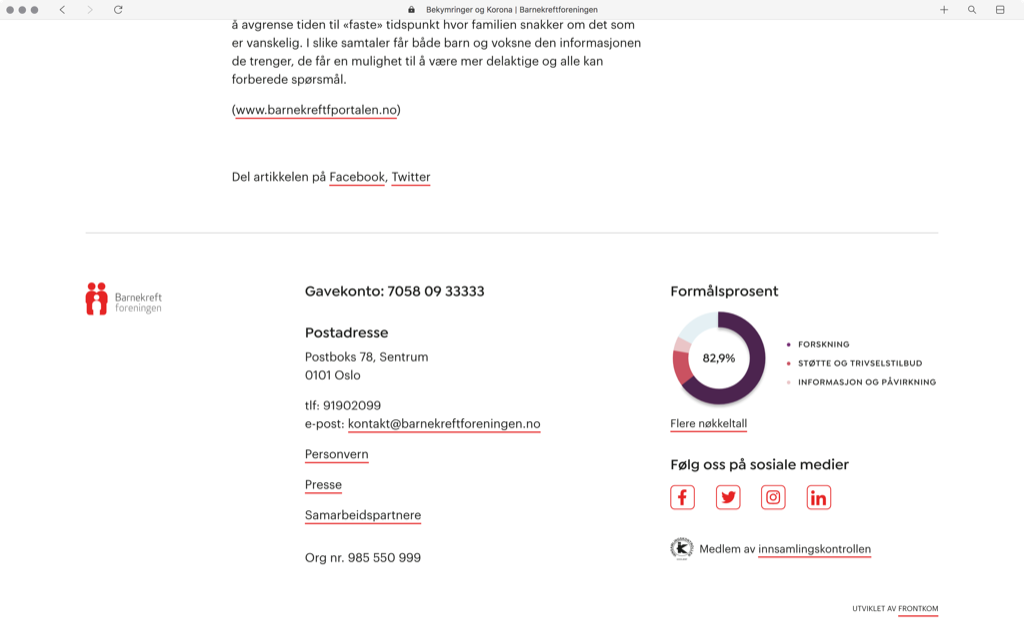 Bekymringer og Korona | Barnekreftforeningen
å avgrense tiden til «faste» tidspunkt hvor familien snakker om det som
er vanskelig. I slike samtaler får både barn og voksne den informasjonen
de trenger, de får en mulighet til å være mer delaktige og alle kan
forberede spørsmål.
(www.barnekreftfportalen.no)
Del artikkelen på Facebook, Twitter
Barnekreft
foreningen
Gavekonto: 7058 09 33333
Postadresse
Postboks 78, Sentrum
0101 Oslo
tlf: 91902099
e-post: kontakt@barnekreftforeningen.no
Personvern
Presse
Samarbeidspartnere
Org nr. 985 550 999
Formålsprosent
82,9%
FORSKNING
STØTTE OG TRIVSELSTILBUD
INFORMASJON OG PÅVIRKNING
Flere nøkkeltall
Følg oss på sosiale medier
Medlem av innsamlingskontrollen
UTVIKLET AV FRONTKOM